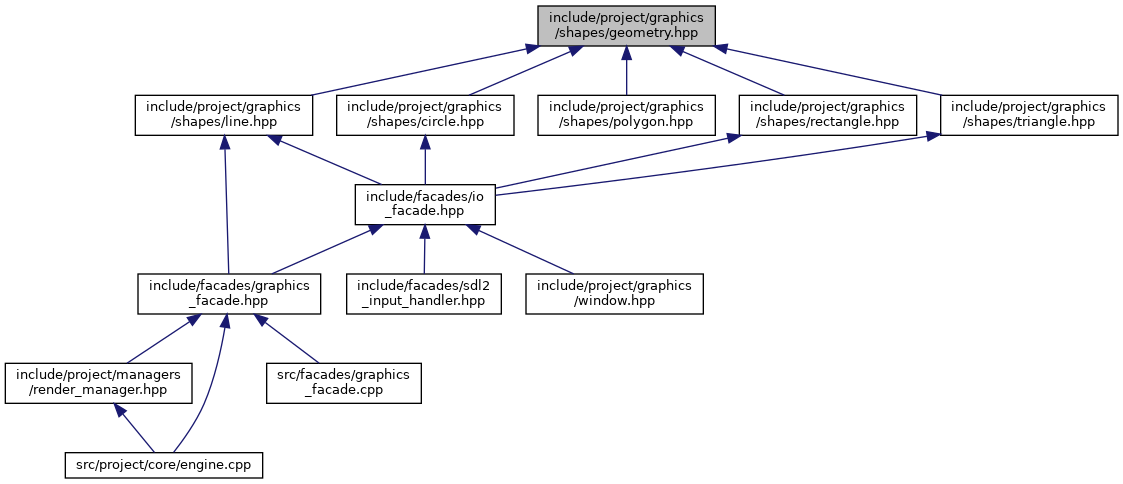 include/project/graphics
/shapes/geometry.hpp
include/project/graphics
/shapes/line.hpp
include/project/graphics
/shapes/circle.hpp
include/project/graphics
/shapes/polygon.hpp
include/project/graphics
/shapes/rectangle.hpp
include/project/graphics
/shapes/triangle.hpp
include/facades/io
_facade.hpp
include/facades/graphics
_facade.hpp
include/facades/sdl2
_input_handler.hpp
include/project/graphics
/window.hpp
include/project/managers
/render_manager.hpp
src/facades/graphics
_facade.cpp
src/project/core/engine.cpp